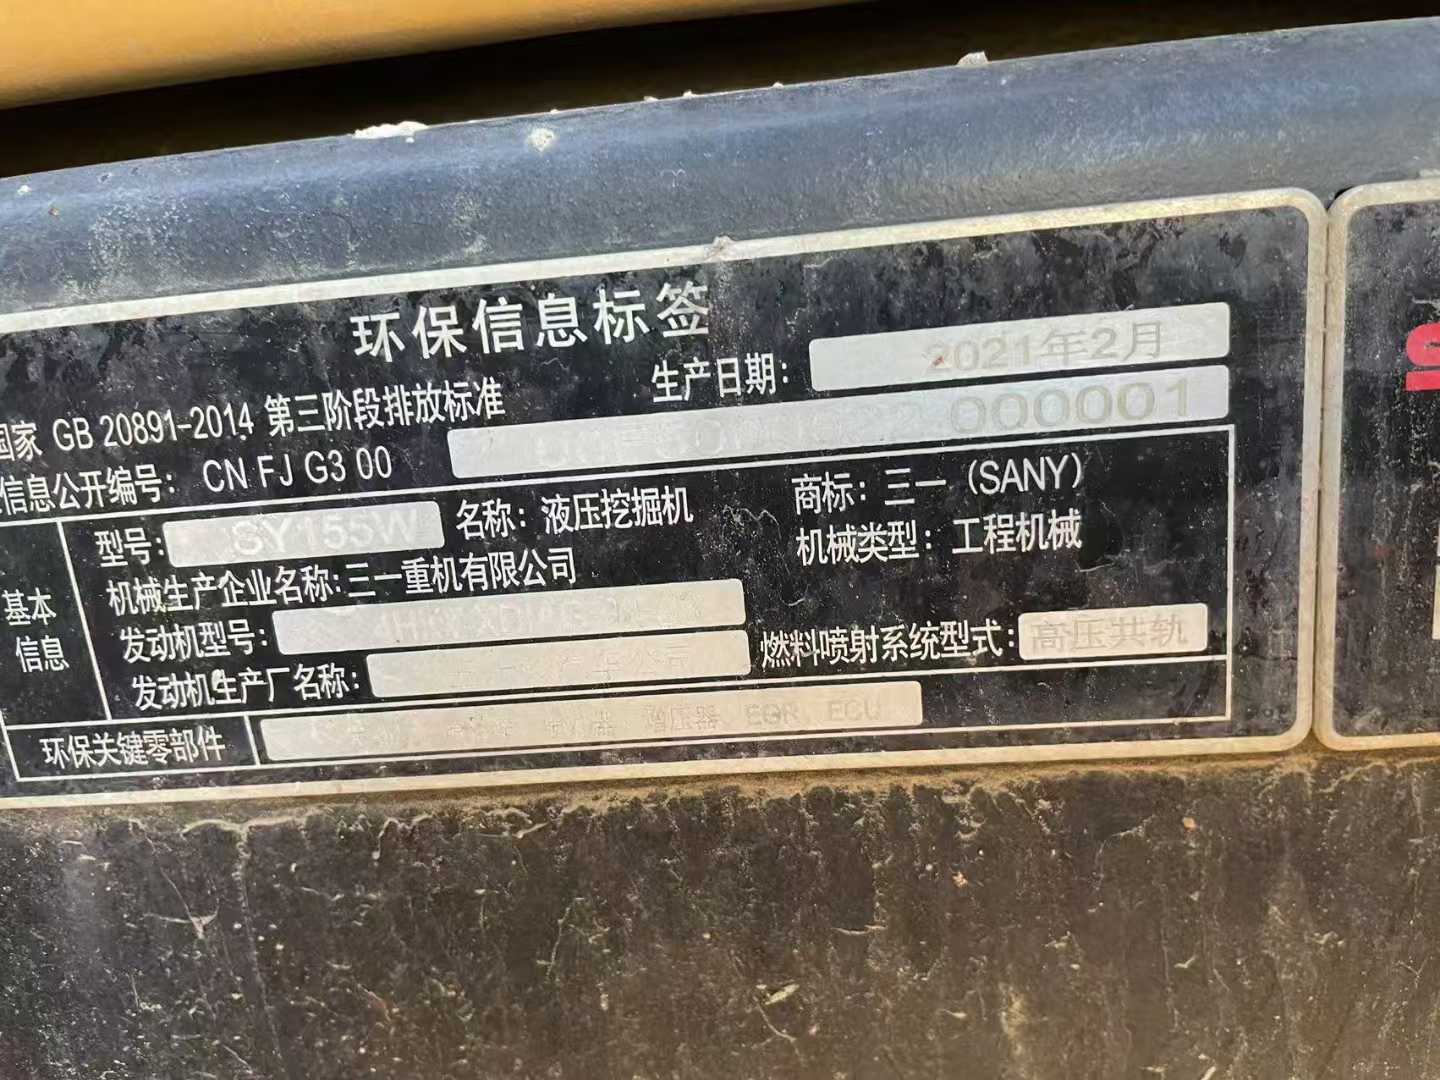 环保信息标签
生产日期： 2021年2月
国家 GB 20891-2014 第三阶段排放标准
信息公开编号： CN FJ G3 00 000001
基本信息
型号： SY155W 名称：液压挖掘机 商标：三一（SANY）
机械生产企业名称：三一重机有限公司 机械类型：工程机械
发动机型号：
发动机生产厂名称： 燃料喷射系统型式： 高压共轨
环保关键零部件 增压器、EGR、ECU
S